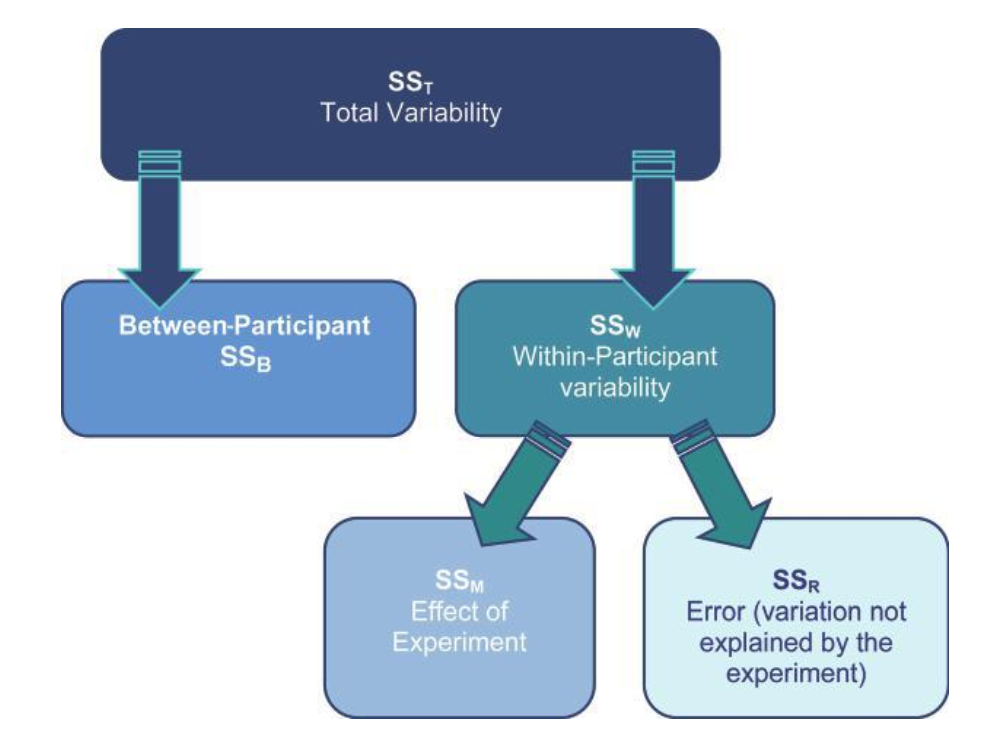 SST
Total Variability
Between-Participant
SSB
SSW
Within-Participant
variability
SSM
Effect of
Experiment
SSR
Error (variation not
explained by the
experiment)